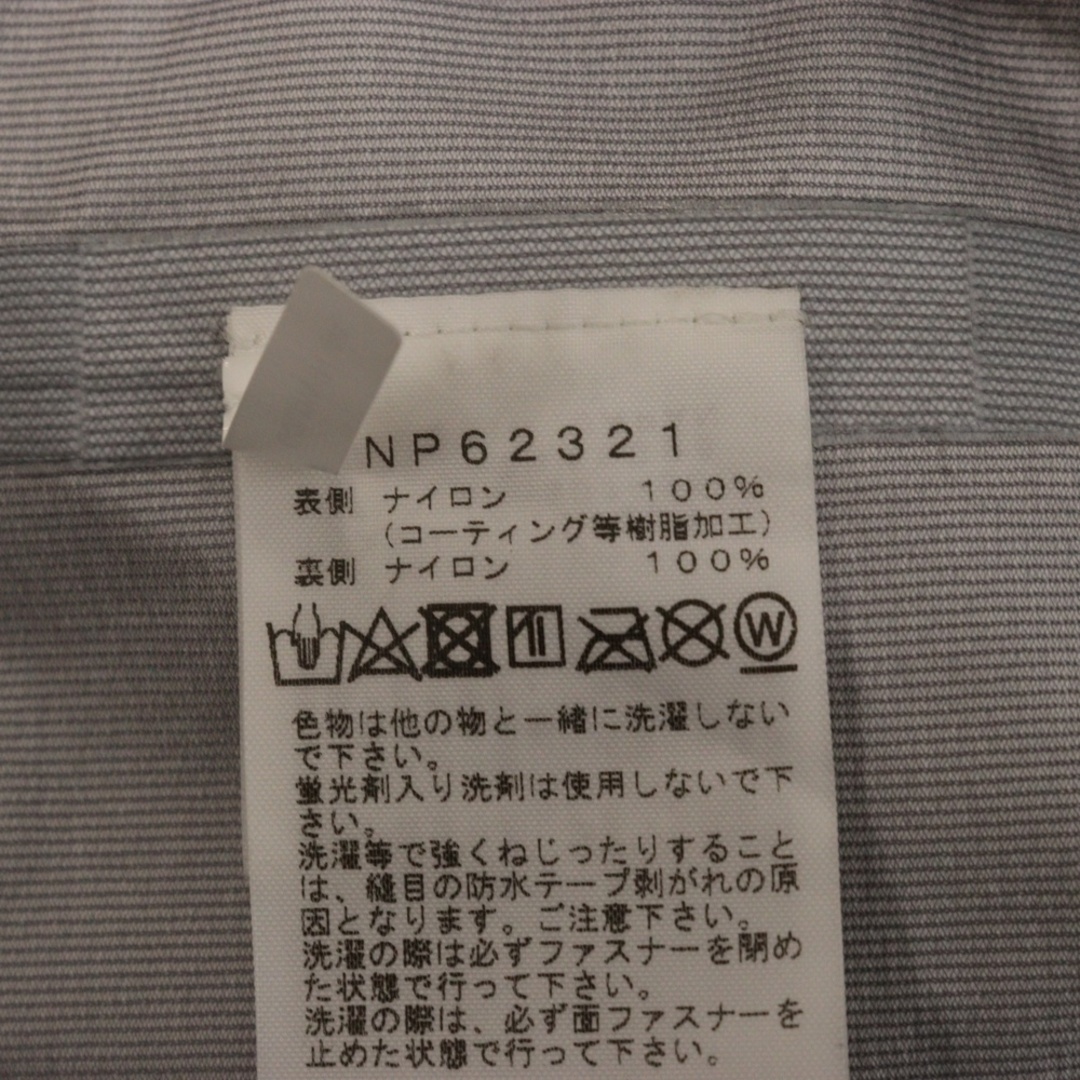 NP62321
表側 ナイロン 100%
(コーティング等樹脂加工)
裏側 ナイロン 100%
W
色物は他の物と一緒に洗濯しない
で下さい。
蛍光剤入り洗剤は使用しないで下
さい。
洗濯等で強くねじったりすること
は、縫目の防水テープ剥がれの原
因となります。ご注意下さい。
洗濯の際は必ずファスナーを閉め
た状態で行って下さい。
洗濯の際は、必ず面ファスナーを
止めた状態で行って下さい。